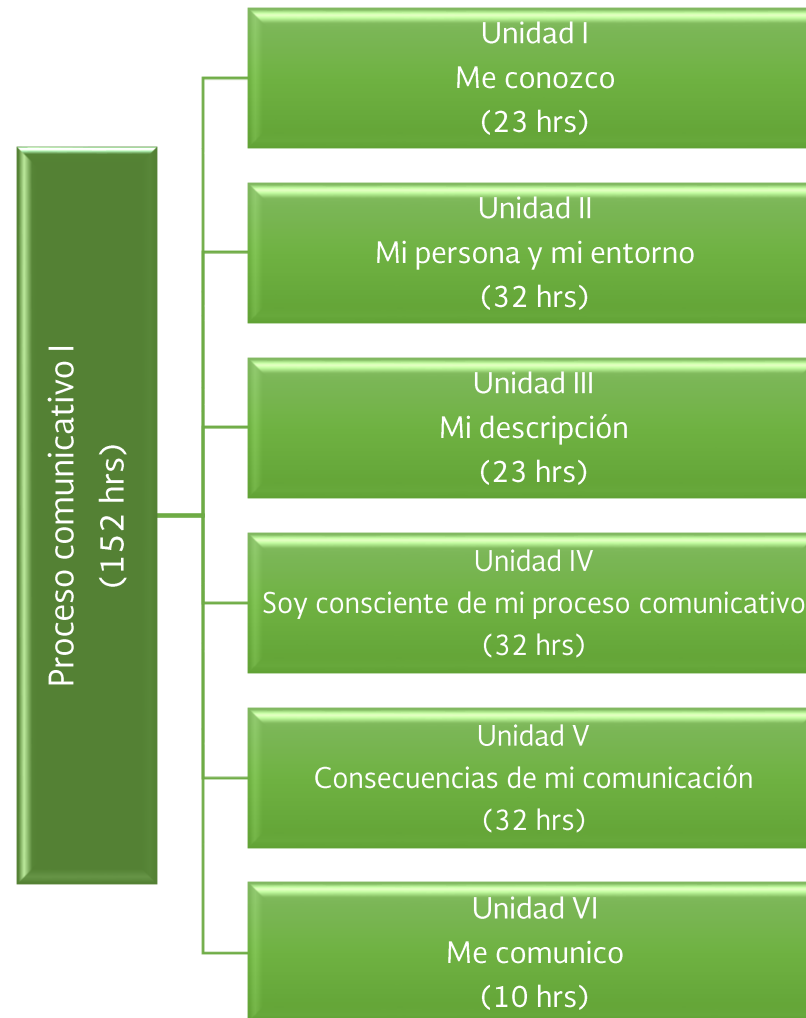 Proceso comunicativo I
(152 hrs)
Unidad I
Me conozco
(23 hrs)
Unidad II
Mi persona y mi entorno
(32 hrs)
Unidad III
Mi descripción
(23 hrs)
Unidad IV
Soy consciente de mi proceso comunicativo
(32 hrs)
Unidad V
Consecuencias de mi comunicación
(32 hrs)
Unidad VI
Me comunico
(10 hrs)